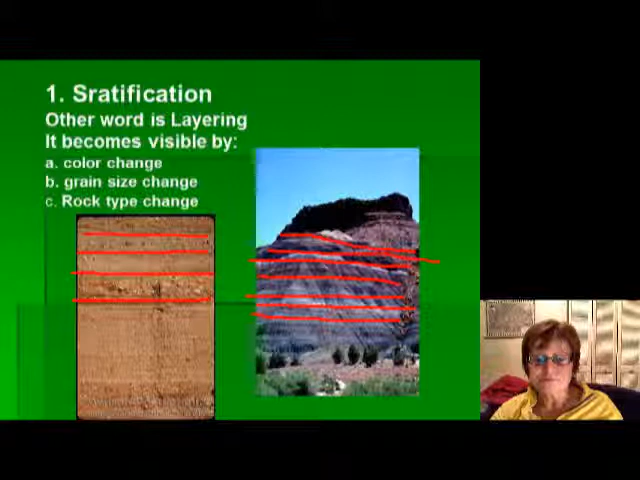 1. Sratification
Other word is Layering
It becomes visible by:
a. color change
b. grain size change
c. Rock type change